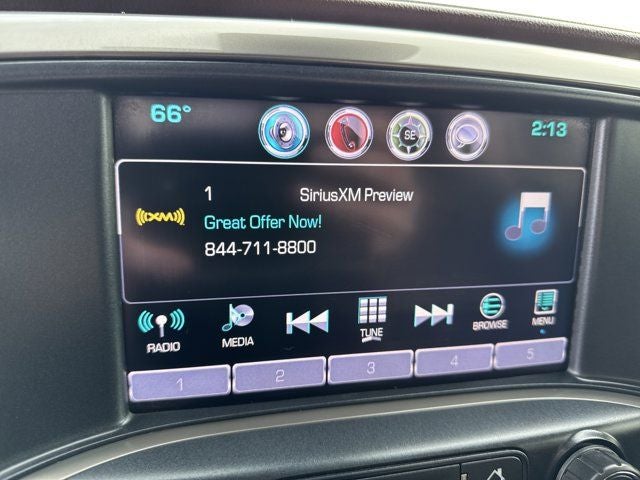 66° SE 2:13
1 SiriusXM Preview
XM
Great Offer Now!
844-711-8800
RADIO MEDIA TUNE BROWSE MENU
1 2 3 4 5